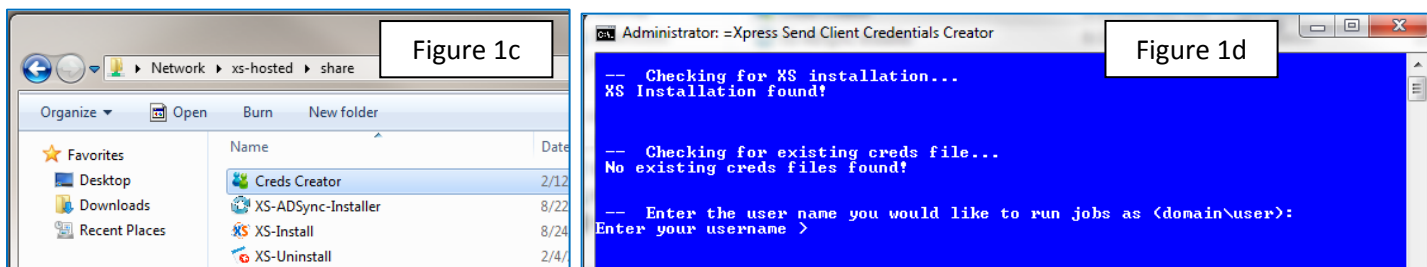 Figure 1c
Network ▸ xs-hosted ▸ share
Organize Open Burn New folder
Favorites
Desktop
Downloads
Recent Places
Name Date
Creds Creator 2/12
XS-ADSync-Installer 8/22
XS-Install 8/24
XS-Uninstall 2/4/
Figure 1d
Administrator: =Xpress Send Client Credentials Creator
-- Checking for XS installation...
XS Installation found!
-- Checking for existing creds file...
No existing creds files found!
-- Enter the user name you would like to run jobs as (domain\user):
Enter your username >